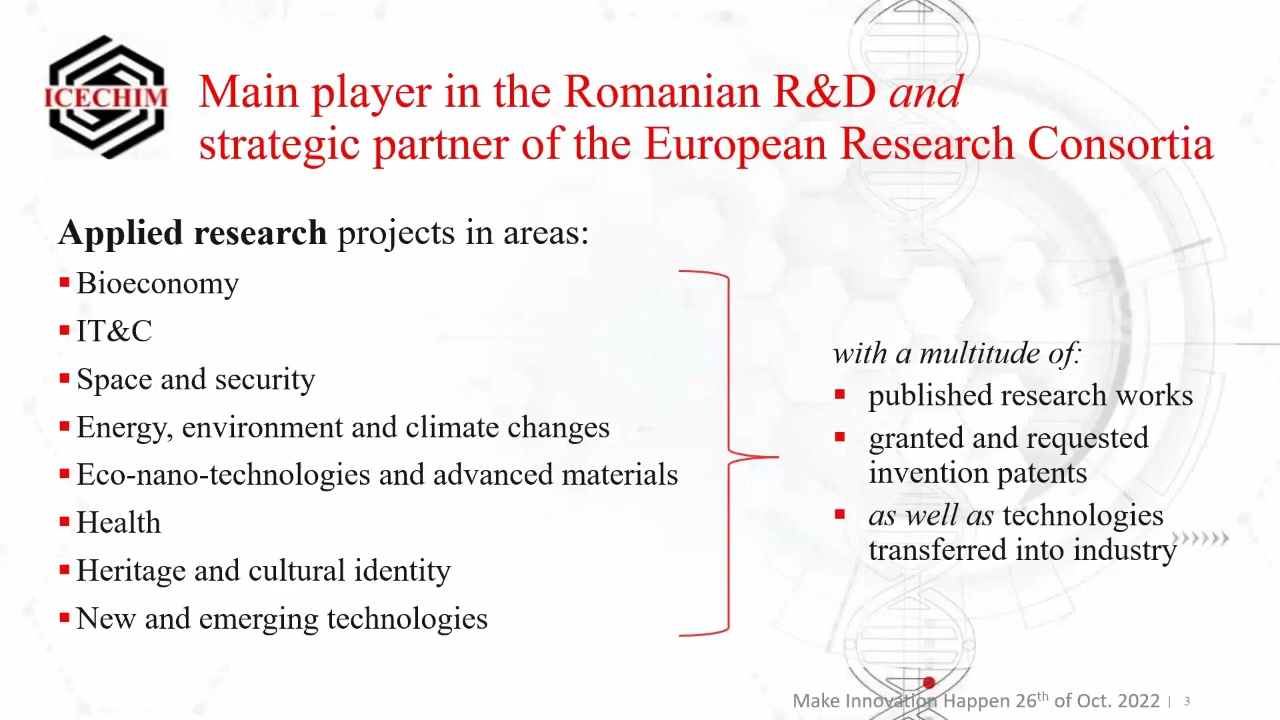 ICECHIM
Main player in the Romanian R&D and
strategic partner of the European Research Consortia
Applied research projects in areas:
▪ Bioeconomy
▪ IT&C
▪ Space and security
▪ Energy, environment and climate changes
▪ Eco-nano-technologies and advanced materials
▪ Health
▪ Heritage and cultural identity
▪ New and emerging technologies
with a multitude of:
▪ published research works
▪ granted and requested
invention patents
▪ as well as technologies
transferred into industry
Make Innovation Happen 26th of Oct. 2022 | 3